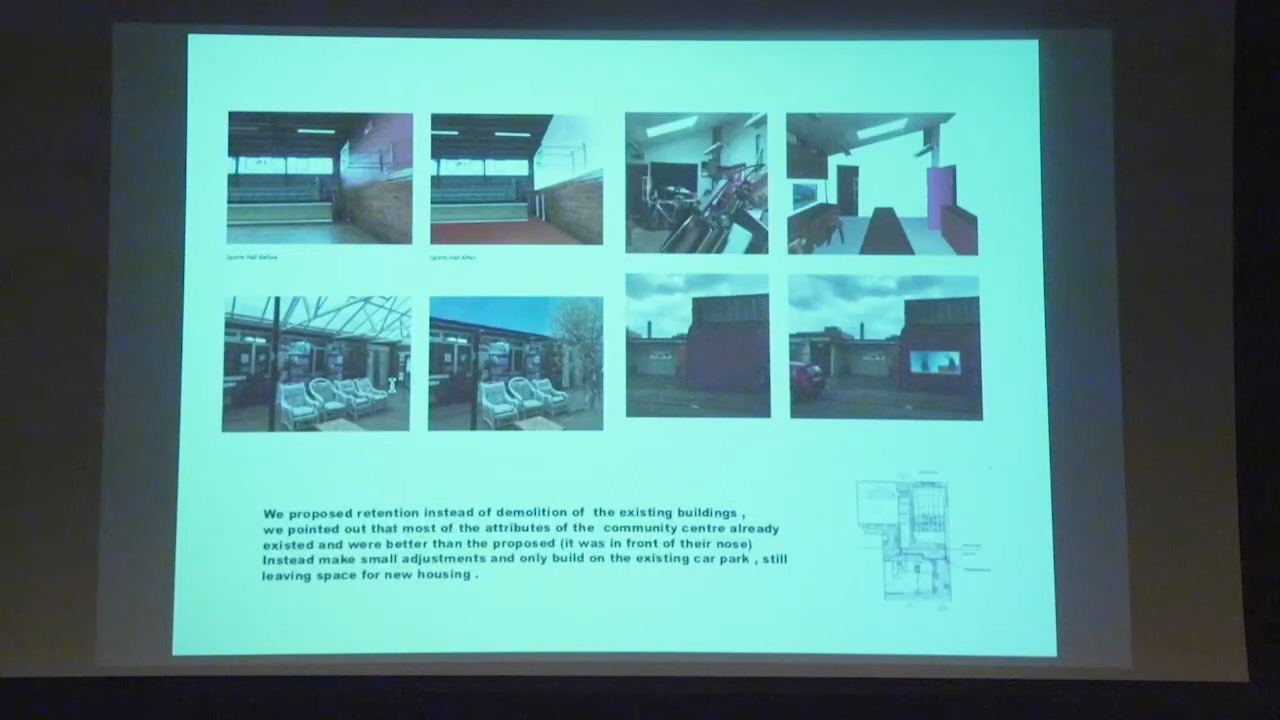 Sports Hall Before
Sports Hall After
We proposed retention instead of demolition of the existing buildings ,
we pointed out that most of the attributes of the community centre already
existed and were better than the proposed (it was in front of their nose)
Instead make small adjustments and only build on the existing car park , still
leaving space for new housing .